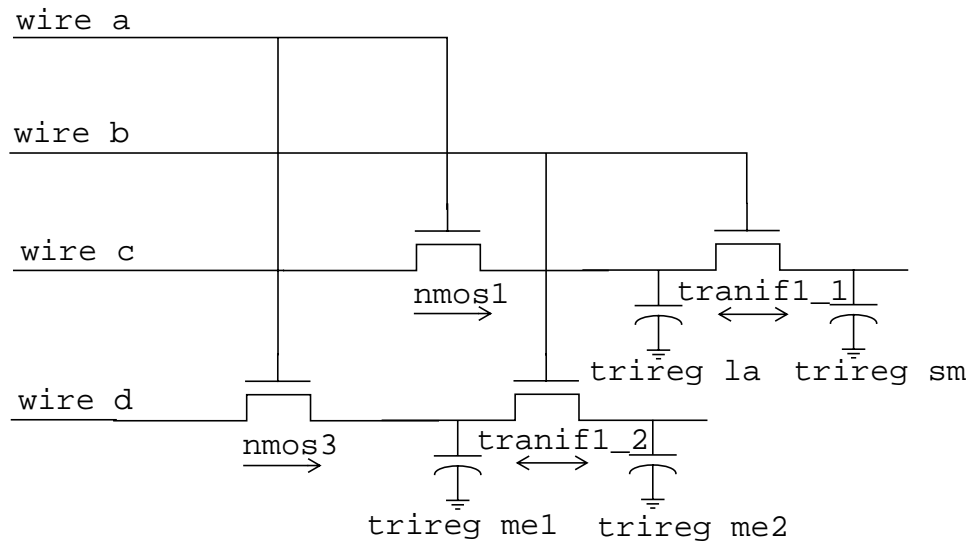 wire a
wire b
wire c
nmos1
tranif1_1
trireg la
trireg sm
wire d
nmos3
tranif1_2
trireg me1
trireg me2